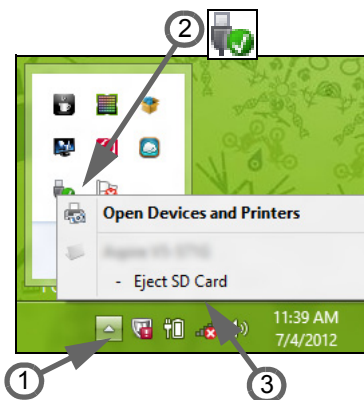 2
Open Devices and Printers
- Eject SD Card
11:39 AM
7/4/2012
1
3